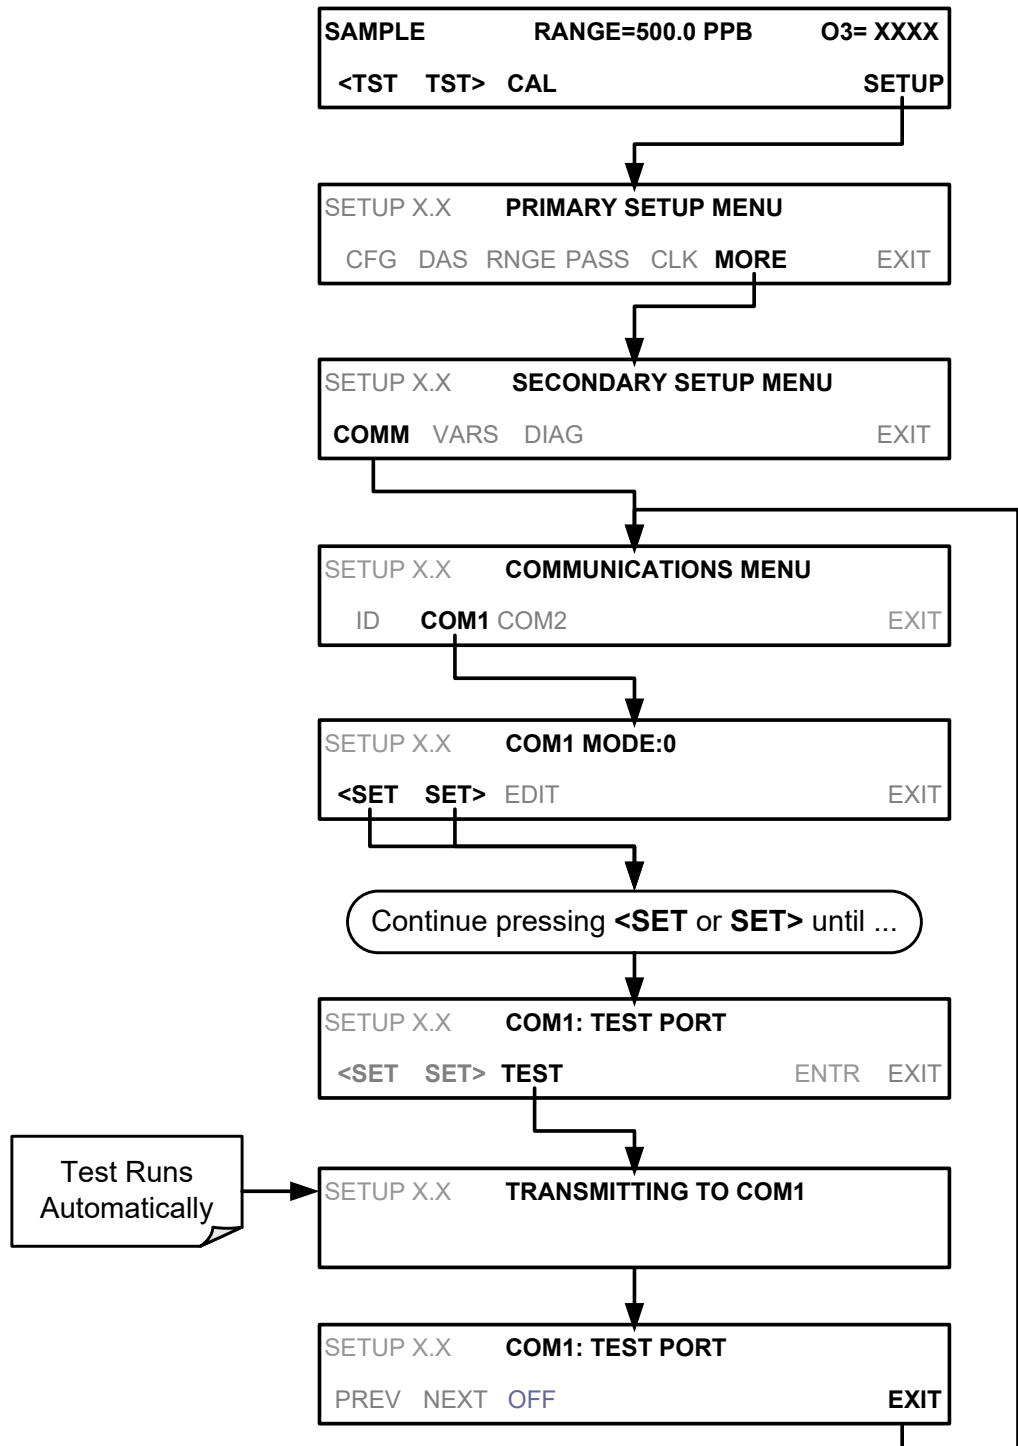 SAMPLE RANGE=500.0 PPB O3= XXXX
<TST TST> CAL SETUP
SETUP X.X PRIMARY SETUP MENU
CFG DAS RNGE PASS CLK MORE EXIT
SETUP X.X SECONDARY SETUP MENU
COMM VARS DIAG EXIT
SETUP X.X COMMUNICATIONS MENU
ID COM1 COM2 EXIT
SETUP X.X COM1 MODE:0
<SET SET> EDIT EXIT
Continue pressing <SET or SET> until ...
SETUP X.X COM1: TEST PORT
<SET SET> TEST ENTR EXIT
Test Runs
Automatically
SETUP X.X TRANSMITTING TO COM1
SETUP X.X COM1: TEST PORT
PREV NEXT OFF EXIT